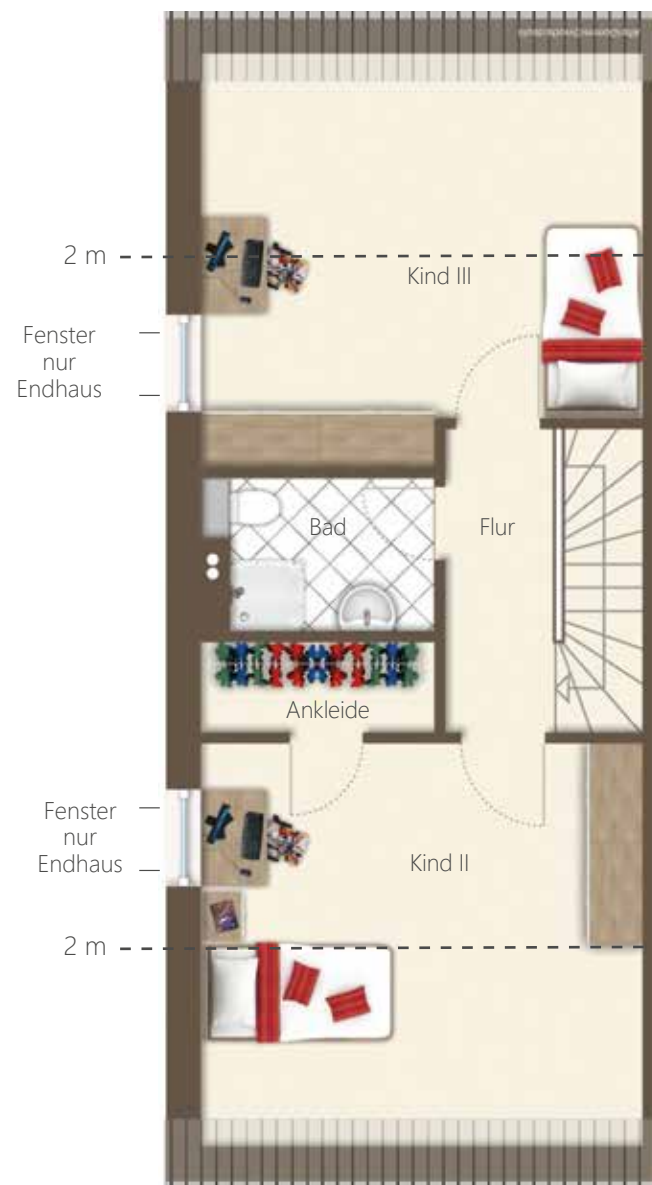 2 m
Kind III
Fenster
nur
Endhaus
Bad
Flur
Ankleide
Fenster
nur
Endhaus
Kind II
2 m